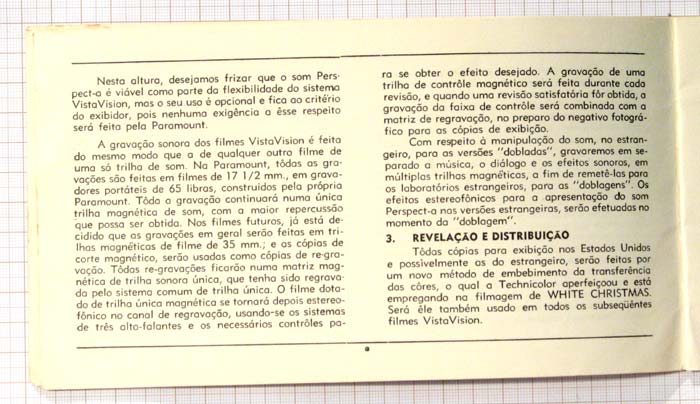 Nesta altura, desejamos frizar que o som Pers-
pect-a é viável como parte da flexibilidade do sistema
VistaVision, mas o seu uso é opcional e fica ao critério
do exibidor, pois nenhuma exigência a êsse respeito
será feita pela Paramount.
A gravação sonora dos filmes VistaVision é feita
do mesmo modo que a de qualquer outra filme de
uma só trilha de som. Na Paramount, tôdas as gra-
vações são feitas em filmes de 17 1/2 mm., em grava-
dores portáteis de 65 libras, construidos pela própria
Paramount. Tôda a gravação continuará numa única
trilha magnética de som, com a maior repercussão
que possa ser obtida. Nos filmes futuros, já está de-
cidido que as gravações em geral serão feitas em tri-
lhas magnéticas de filme de 35 mm.; e as cópias de
corte magnético, serão usadas como cópias de re-gra-
vação. Tôdas re-gravações ficarão numa matriz mag-
nética de trilha sonora única, que tenha sido regrava-
da pelo sistema comum de trilha única. O filme dota-
do de trilha única magnética se tornará depois estereo-
fônico no canal de regravação, usando-se os sistemas
de três alto-falantes e os necessários contrôles pa-
ra se obter o efeito desejado. A gravação de uma
trilha de contrôle magnético será feita durante cada
revisão, e quando uma revisão satisfatória fôr obtida, a
gravação da faixa de contrôle será combinada com a
matriz de regravação, no preparo do negativo fotográ-
fico para as cópias de exibição.
Com respeito à manipulação do som, no estran-
geiro, para as versões "dobladas", gravaremos em se-
parado a música, o diálogo e os efeitos sonoros, em
múltiplas trilhas magnéticas, a fim de remetê-las para
os laboratórios estrangeiros, para as "doblagens". Os
efeitos estereofônicos para a apresentação do som
Perspect-a nas versões estrangeiras, serão efetuadas no
momento da "doblagem".
3. REVELAÇÃO E DISTRIBUIÇÃO
Tôdas cópias para exibição nos Estados Unidos
e possìvelmente as do estrangeiro, serão feitas por
um novo método de embebimento da transferência
das côres, o qual a Technicolor aperfeiçoou e está
empregando na filmagem de WHITE CHRISTMAS.
Será êle também usado em todos os subseqüêntes
filmes VistaVision.